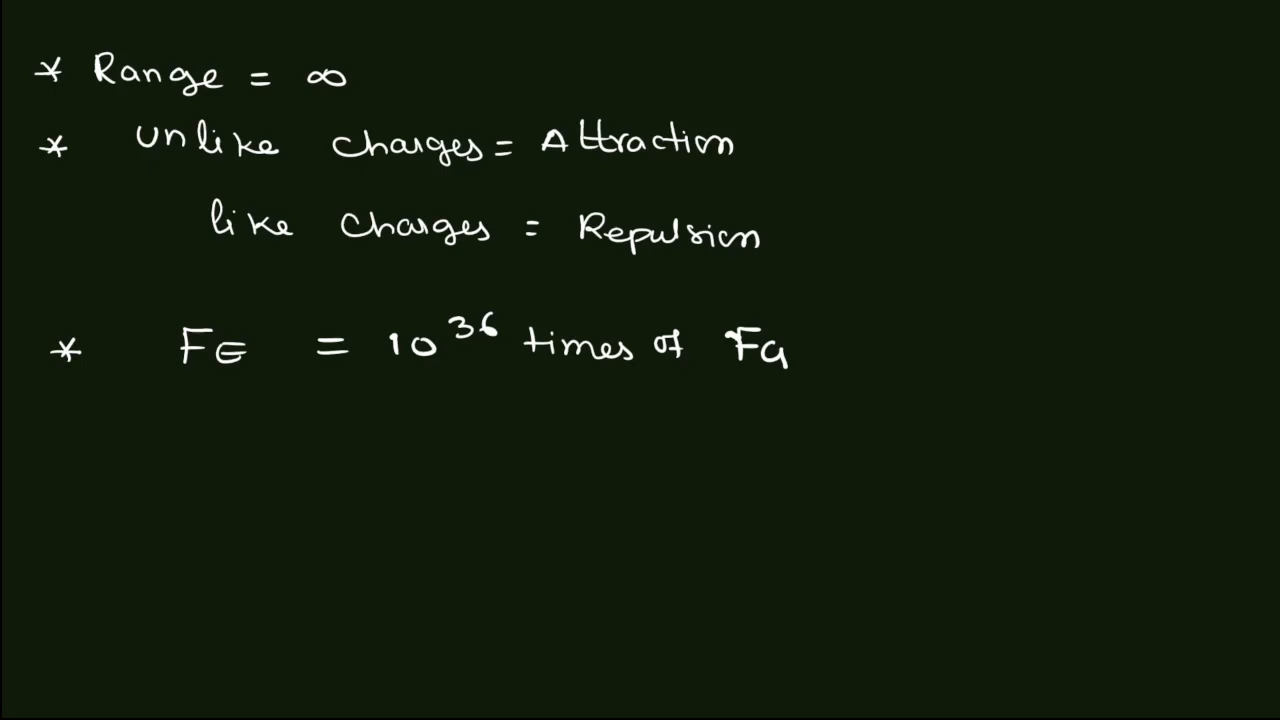 * Range = ∞
* unlike charges = Attraction
like charges = Repulsion
* FE = 10^36 times of FG